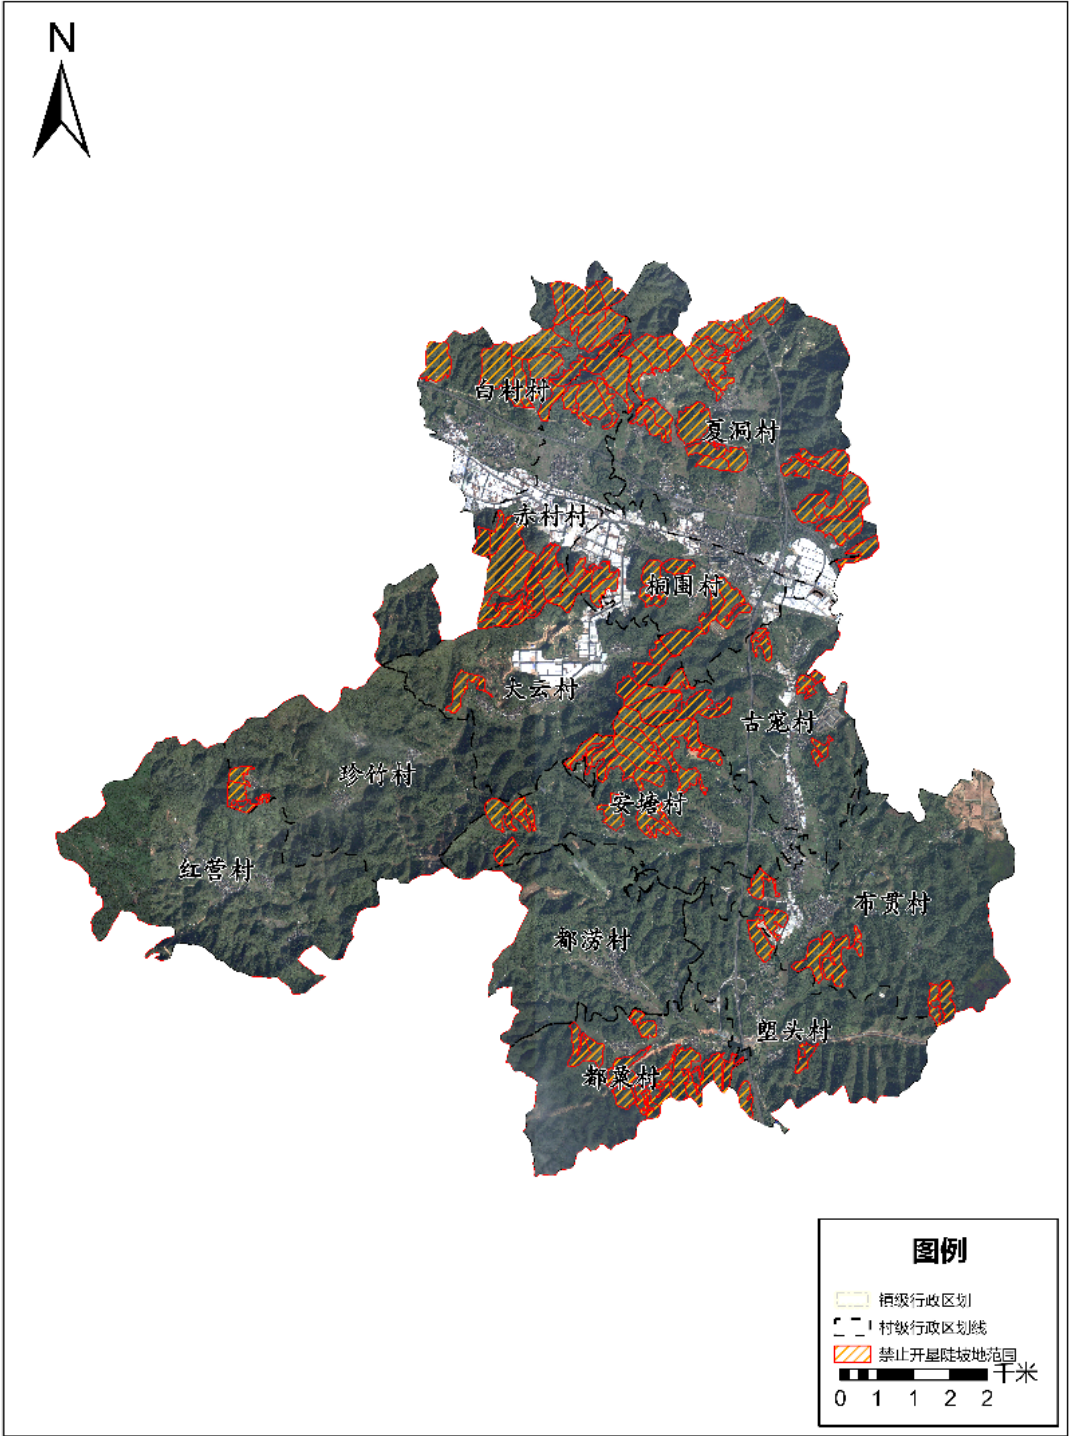 N
白村村
夏洞村
赤村村
桐围村
大云村
古宠村
珍竹村
安塘村
红营村
布贯村
都涝村
塱头村
都栗村
图例
镇级行政区划
村级行政区划线
禁止开垦陡坡地范围
千米
0 1 1 2 2